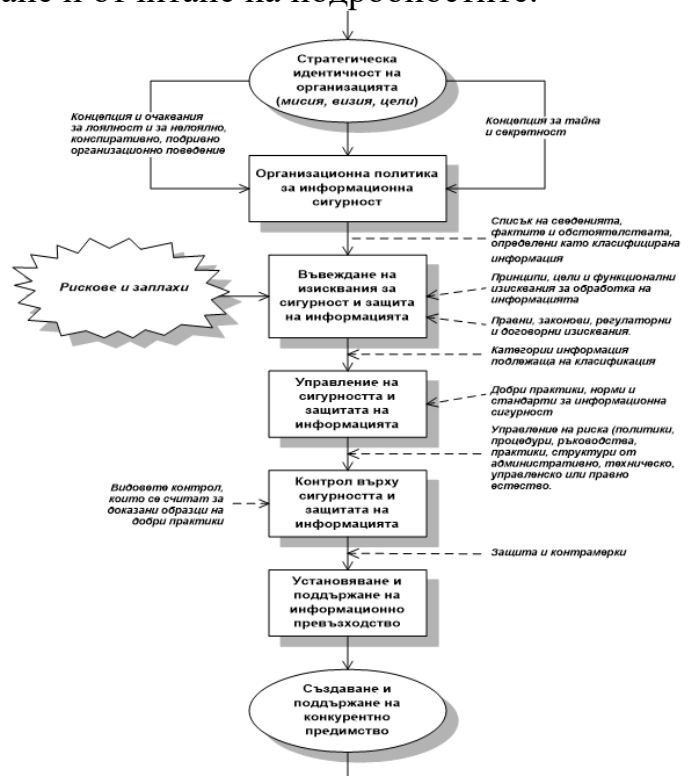 Стратегическа
идентичност на
организацията
(мисия, визия, цели)
Концепция и очаквания
за лоялност и за нелоялно,
конспиративно, подривно
организационно поведение
Концепция за тайна
и секретност
Организационна политика
за информационна
сигурност
Списък на сведенията,
фактите и обстоятелствата,
определени като класифицирана
информация
Рискове и заплахи
Въвеждане на
изисквания за
сигурност и защита
на информацията
Принципи, цели и функционални
изисквания за обработка на
информацията
Правни, законови, регулаторни
и договорни изисквания.
Категории информация
подлежаща на класификация
Управление на
сигурността и
защитата на
информацията
Добри практики, норми и
стандарти за информационна
сигурност
Управление на риска (политики,
процедури, ръководства,
практики, структури от
административно, техническо,
управленско или правно
естество.
Видовете контрол,
които се считат за
доказани образци на
добри практики
Контрол върху
сигурността и
защитата на
информацията
Защита и контрамерки
Установяване и
поддържане на
информационно
превъзходство
Създаване и
поддържане на
конкурентно
предимство